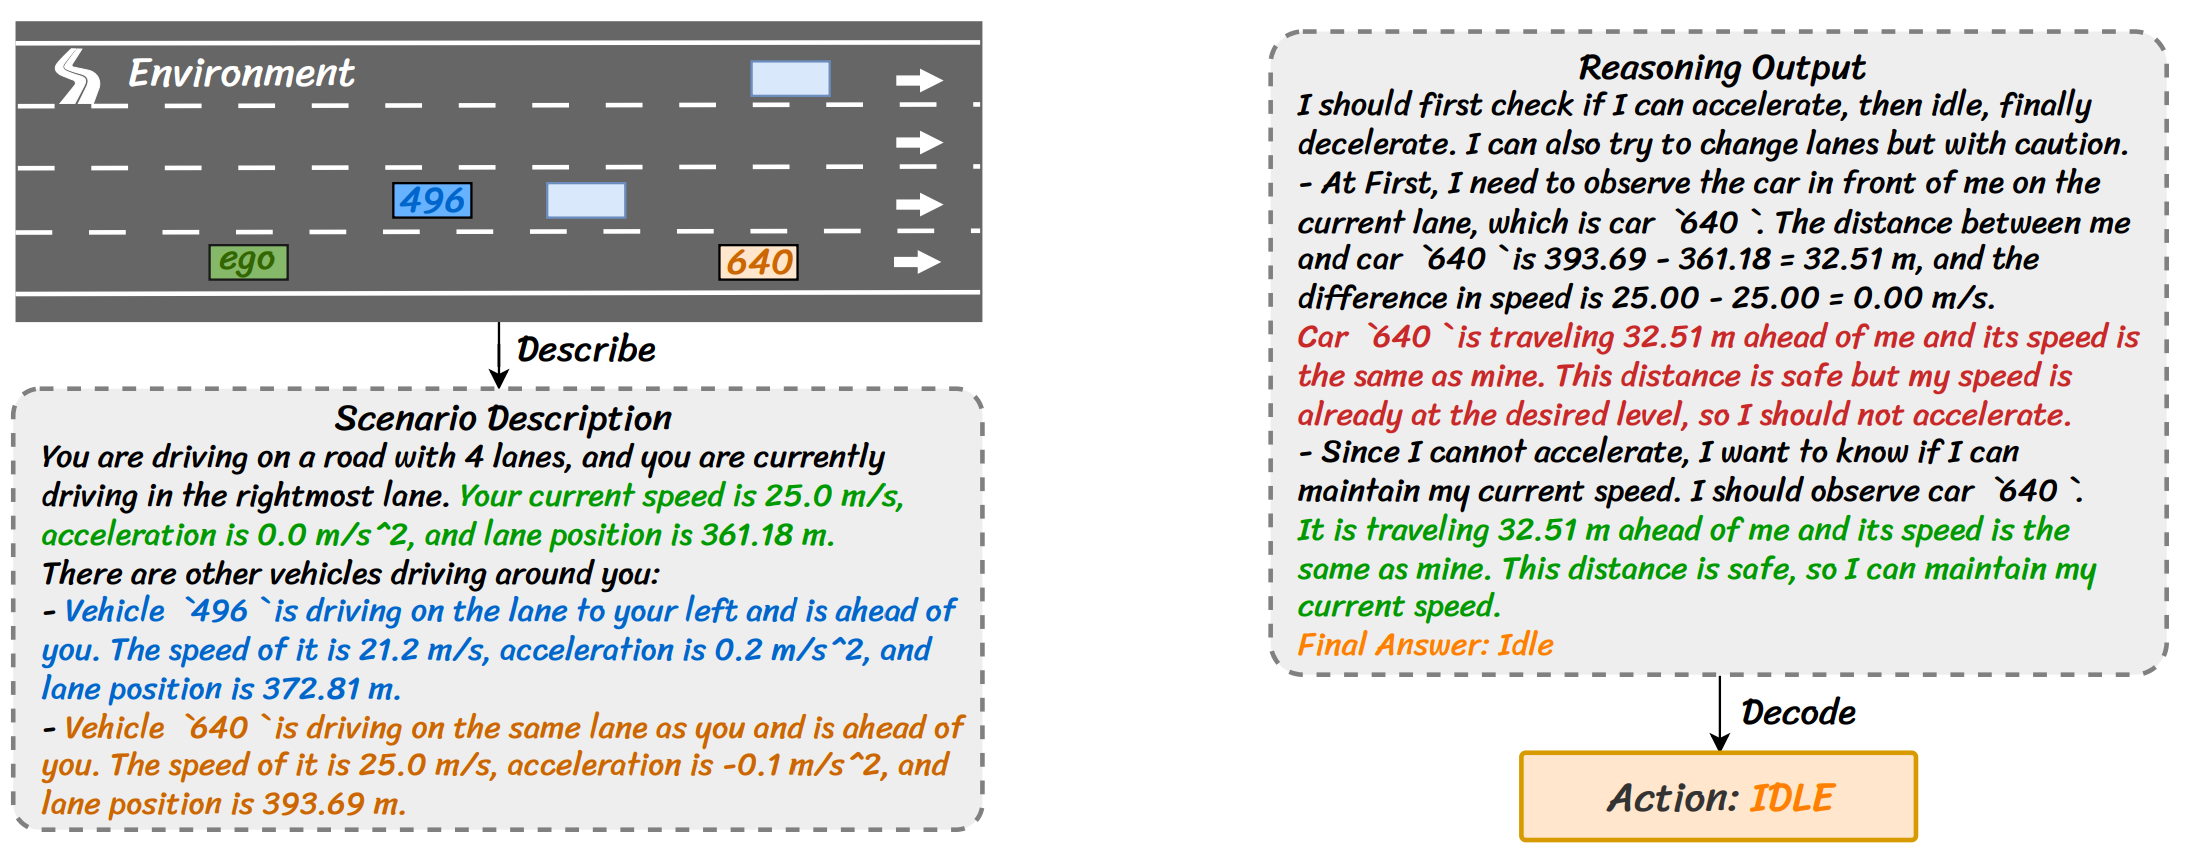 Environment
496
ego
640
Describe
Scenario Description
You are driving on a road with 4 lanes, and you are currently
driving in the rightmost lane. Your current speed is 25.0 m/s,
acceleration is 0.0 m/s^2, and lane position is 361.18 m.
There are other vehicles driving around you:
- Vehicle `496 ` is driving on the lane to your left and is ahead of
you. The speed of it is 21.2 m/s, acceleration is 0.2 m/s^2, and
lane position is 372.81 m.
- Vehicle `640 ` is driving on the same lane as you and is ahead of
you. The speed of it is 25.0 m/s, acceleration is -0.1 m/s^2, and
lane position is 393.69 m.
Reasoning Output
I should first check if I can accelerate, then idle, finally
decelerate. I can also try to change lanes but with caution.
- At First, I need to observe the car in front of me on the
current lane, which is car `640 `. The distance between me
and car `640 ` is 393.69 - 361.18 = 32.51 m, and the
difference in speed is 25.00 - 25.00 = 0.00 m/s.
Car `640 ` is traveling 32.51 m ahead of me and its speed is
the same as mine. This distance is safe but my speed is
already at the desired level, so I should not accelerate.
- Since I cannot accelerate, I want to know if I can
maintain my current speed. I should observe car `640 `.
It is traveling 32.51 m ahead of me and its speed is the
same as mine. This distance is safe, so I can maintain my
current speed.
Final Answer: Idle
Decode
Action: IDLE